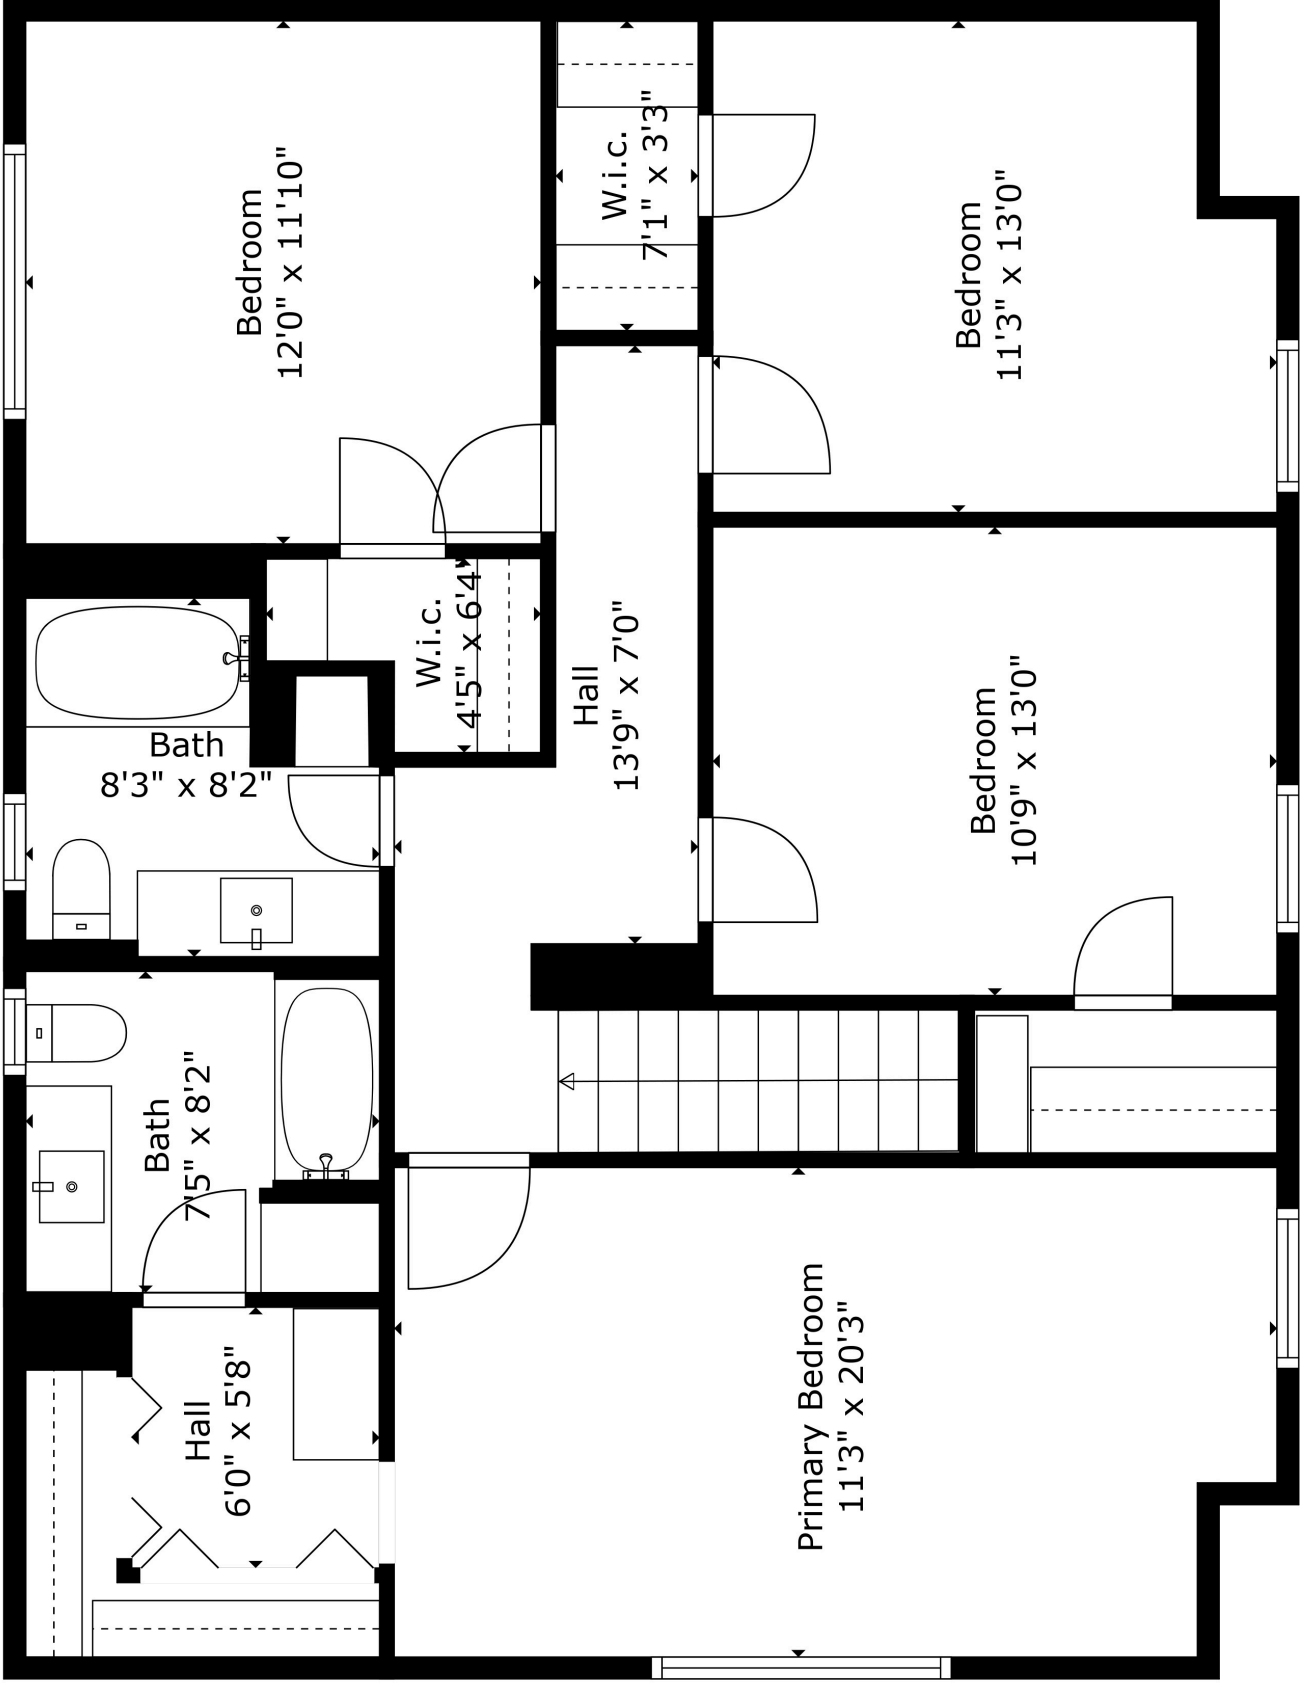 Bedroom
12'0" x 11'10"
W.i.c.
7'1" x 3'3"
Bedroom
11'3" x 13'0"
W.i.c.
4'5" x 6'4"
Hall
13'9" x 7'0"
Bedroom
10'9" x 13'0"
Bath
8'3" x 8'2"
Bath
7'5" x 8'2"
Hall
6'0" x 5'8"
Primary Bedroom
11'3" x 20'3"